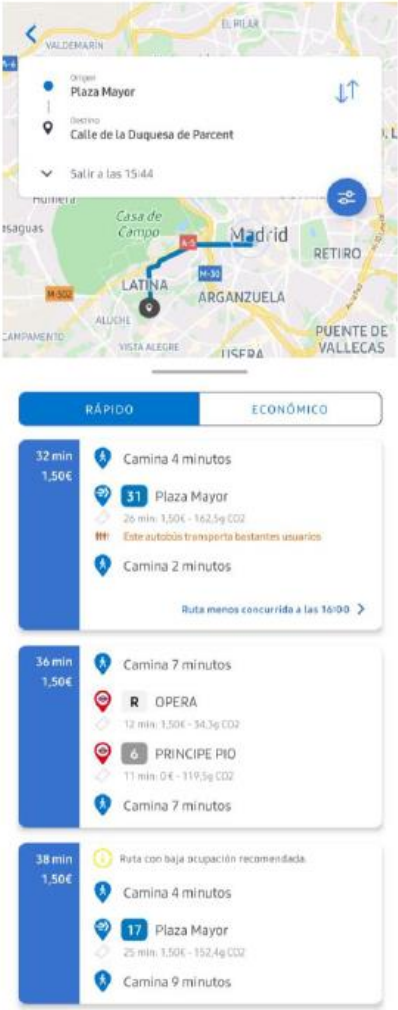 EL PILAR
VALDEMARÍN
A-6
Origen
Plaza Mayor
Destino
Calle de la Duquesa de Parcent
Salir a las 15:44
Humera
Casa de
Campo
A-5
Madrid
RETIRO
M-30
LATINA
M-502
ARGANZUELA
ALUCHE
CAMPAMENTO
VISTA ALEGRE
USERA
PUENTE DE
VALLECAS
RÁPIDO
ECONÓMICO
32 min
1,50€
Camina 4 minutos
31 Plaza Mayor
26 min: 1,50€ - 162,5g CO2
Este autobús transporta bastantes usuarios
Camina 2 minutos
Ruta menos concurrida a las 16:00
36 min
1,50€
Camina 7 minutos
R OPERA
12 min: 1,50€ - 34,3g CO2
6 PRINCIPE PIO
11 min: 0€ - 119,5g CO2
Camina 7 minutos
38 min
1,50€
Ruta con baja ocupación recomendada.
Camina 4 minutos
17 Plaza Mayor
25 min: 1,50€ - 152,4g CO2
Camina 9 minutos